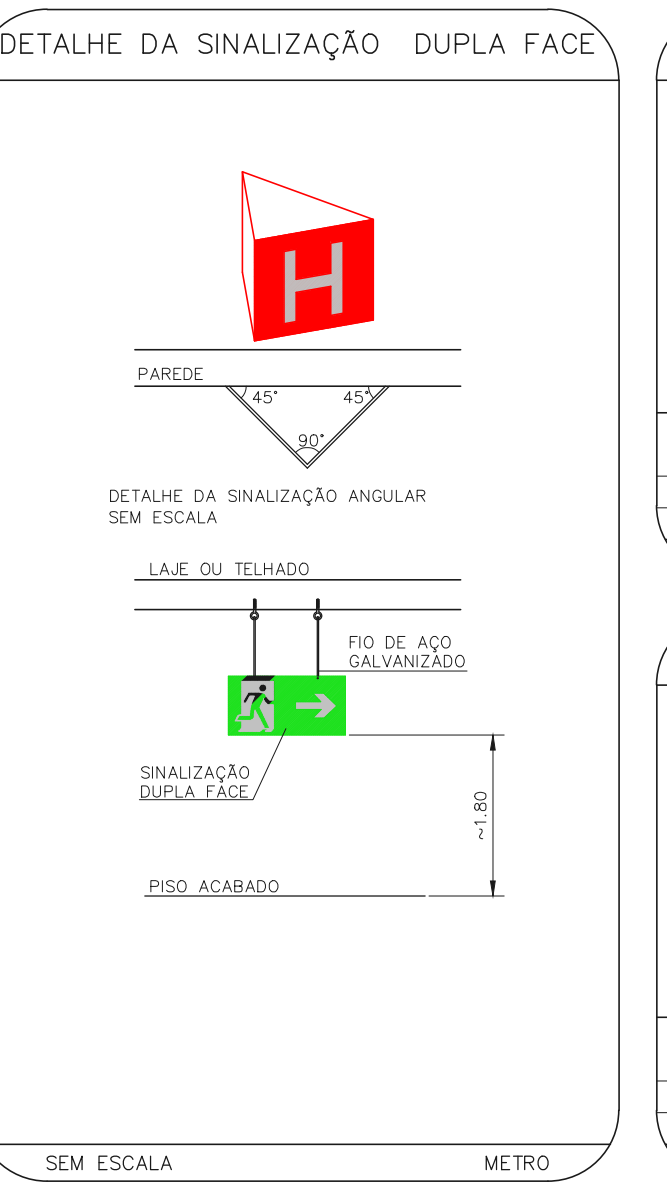 DETALHE DA SINALIZAÇÃO DUPLA FACE
H
PAREDE
45° 45°
90°
DETALHE DA SINALIZAÇÃO ANGULAR
SEM ESCALA
LAJE OU TELHADO
FIO DE AÇO
GALVANIZADO
SINALIZAÇÃO
DUPLA FACE
~1.80
PISO ACABADO
SEM ESCALA METRO